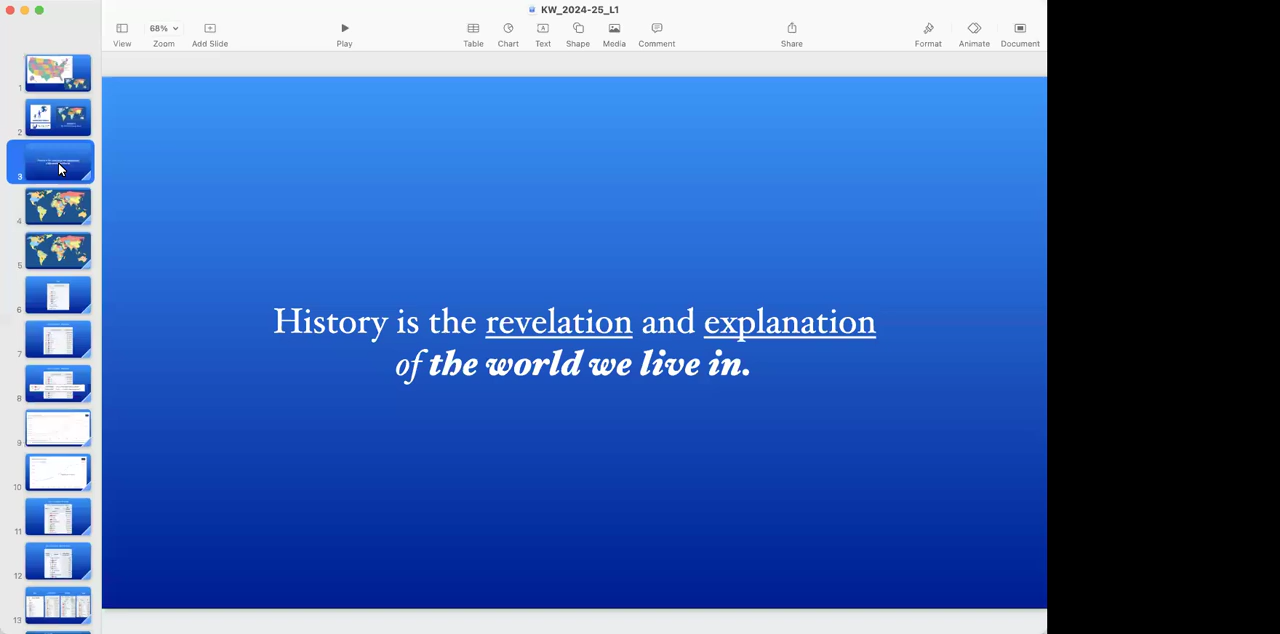 KW_2024-25_L1
68%
View
Zoom
Add Slide
Play
Table
Chart
Text
Shape
Media
Comment
Share
Format
Animate
Document
1
2
3
4
5
6
7
8
9
10
11
12
13
History is the revelation and explanation
of the world we live in.